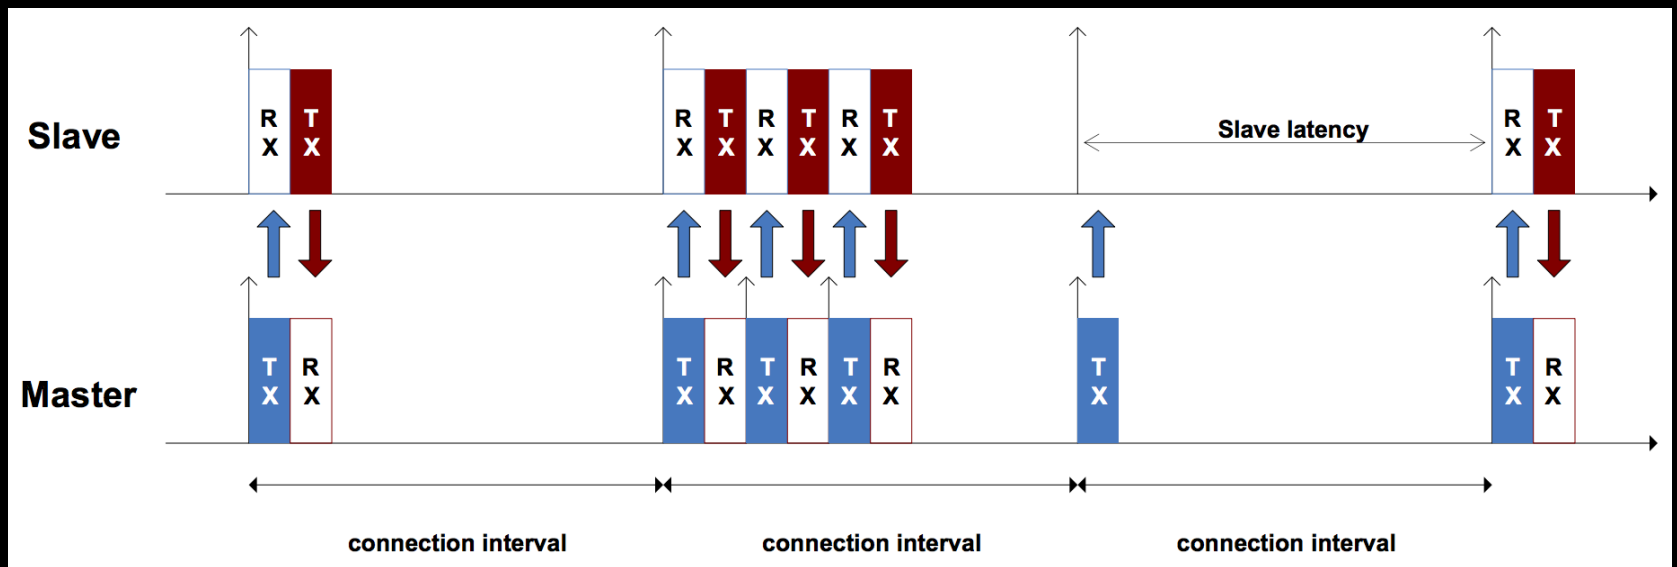 Slave
R
X
T
X
R
X
T
X
R
X
T
X
R
X
T
X
Slave latency
R
X
T
X
Master
T
X
R
X
T
X
R
X
T
X
R
X
T
X
R
X
T
X
T
X
R
X
connection interval
connection interval
connection interval